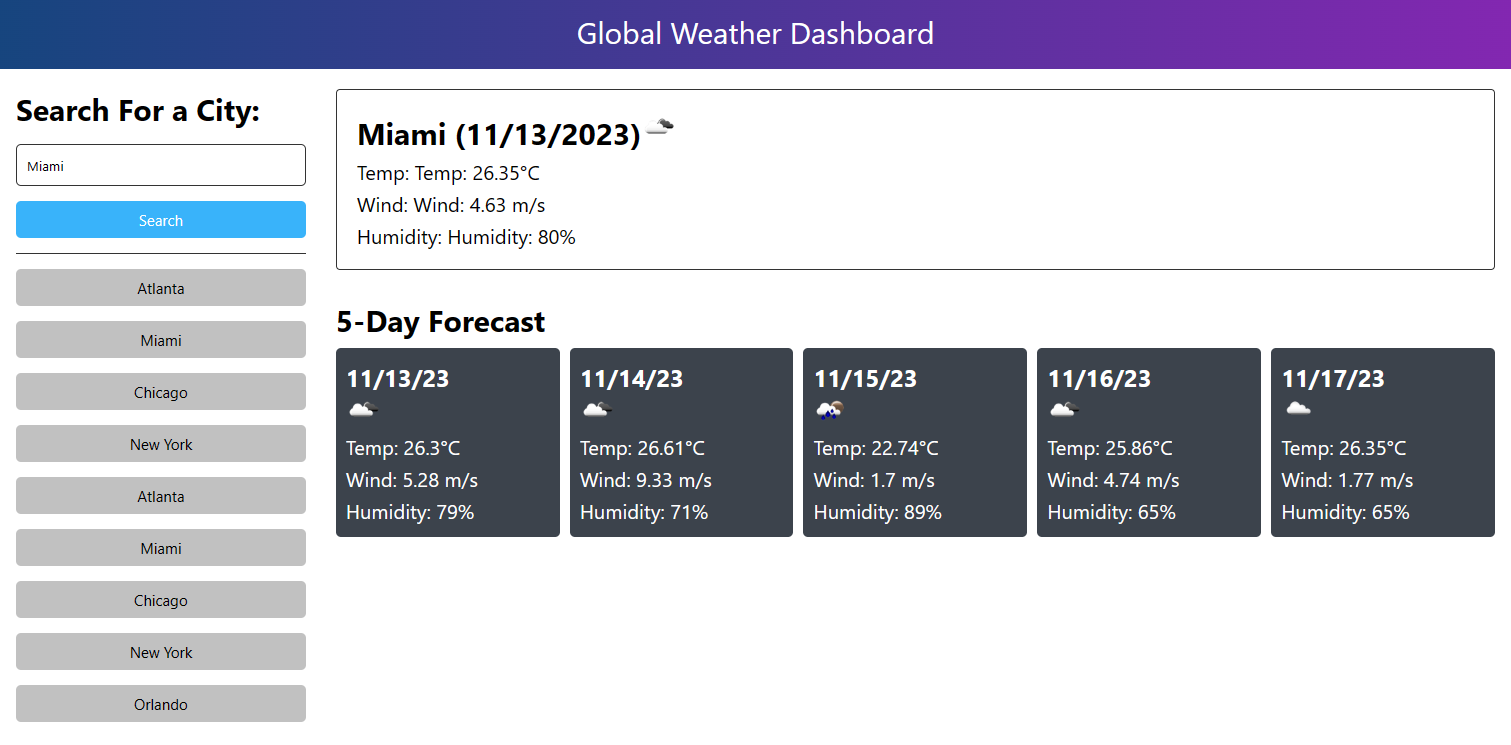 Global Weather Dashboard
Search For a City:
Miami
Search
Atlanta
Miami
Chicago
New York
Atlanta
Miami
Chicago
New York
Orlando
Miami (11/13/2023)
Temp: Temp: 26.35°C
Wind: Wind: 4.63 m/s
Humidity: Humidity: 80%
5-Day Forecast
11/13/23
Temp: 26.3°C
Wind: 5.28 m/s
Humidity: 79%
11/14/23
Temp: 26.61°C
Wind: 9.33 m/s
Humidity: 71%
11/15/23
Temp: 22.74°C
Wind: 1.7 m/s
Humidity: 89%
11/16/23
Temp: 25.86°C
Wind: 4.74 m/s
Humidity: 65%
11/17/23
Temp: 26.35°C
Wind: 1.77 m/s
Humidity: 65%